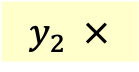 y₂ ×